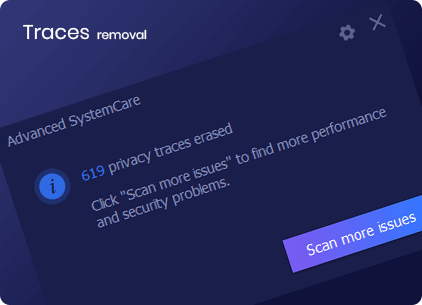 Traces removal
Advanced SystemCare
619 privacy traces erased
Click "Scan more issues" to find more performance
and security problems.
Scan more issues